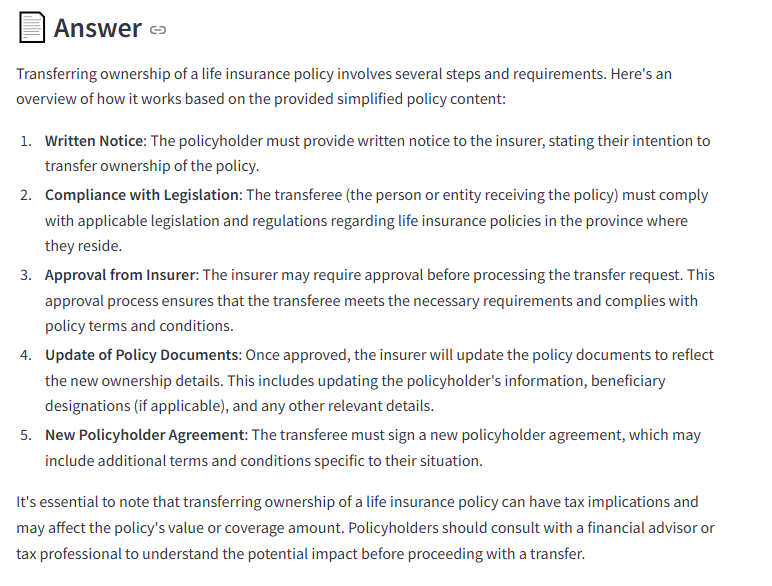 Answer
Transferring ownership of a life insurance policy involves several steps and requirements. Here's an
overview of how it works based on the provided simplified policy content:
1. Written Notice: The policyholder must provide written notice to the insurer, stating their intention to
transfer ownership of the policy.
2. Compliance with Legislation: The transferee (the person or entity receiving the policy) must comply
with applicable legislation and regulations regarding life insurance policies in the province where
they reside.
3. Approval from Insurer: The insurer may require approval before processing the transfer request. This
approval process ensures that the transferee meets the necessary requirements and complies with
policy terms and conditions.
4. Update of Policy Documents: Once approved, the insurer will update the policy documents to reflect
the new ownership details. This includes updating the policyholder's information, beneficiary
designations (if applicable), and any other relevant details.
5. New Policyholder Agreement: The transferee must sign a new policyholder agreement, which may
include additional terms and conditions specific to their situation.
It's essential to note that transferring ownership of a life insurance policy can have tax implications and
may affect the policy's value or coverage amount. Policyholders should consult with a financial advisor or
tax professional to understand the potential impact before proceeding with a transfer.